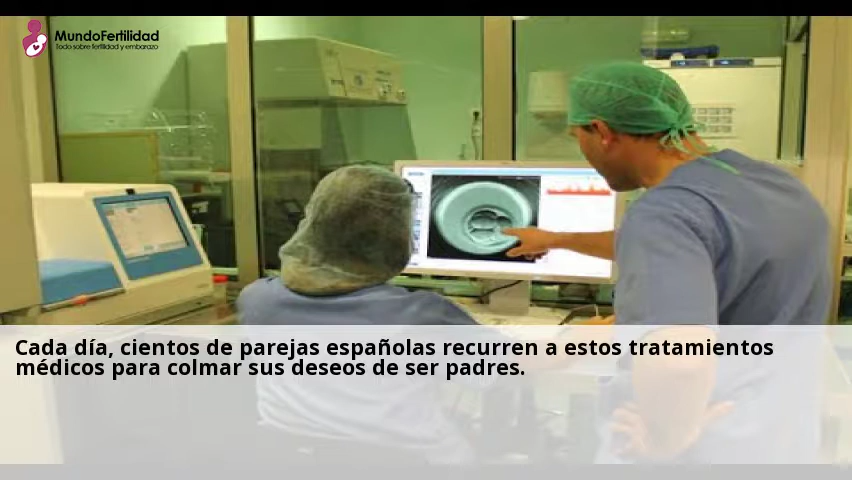 MundoFertilidad
Todo sobre fertilidad y embarazo
Cada día, cientos de parejas españolas recurren a estos tratamientos
médicos para colmar sus deseos de ser padres.